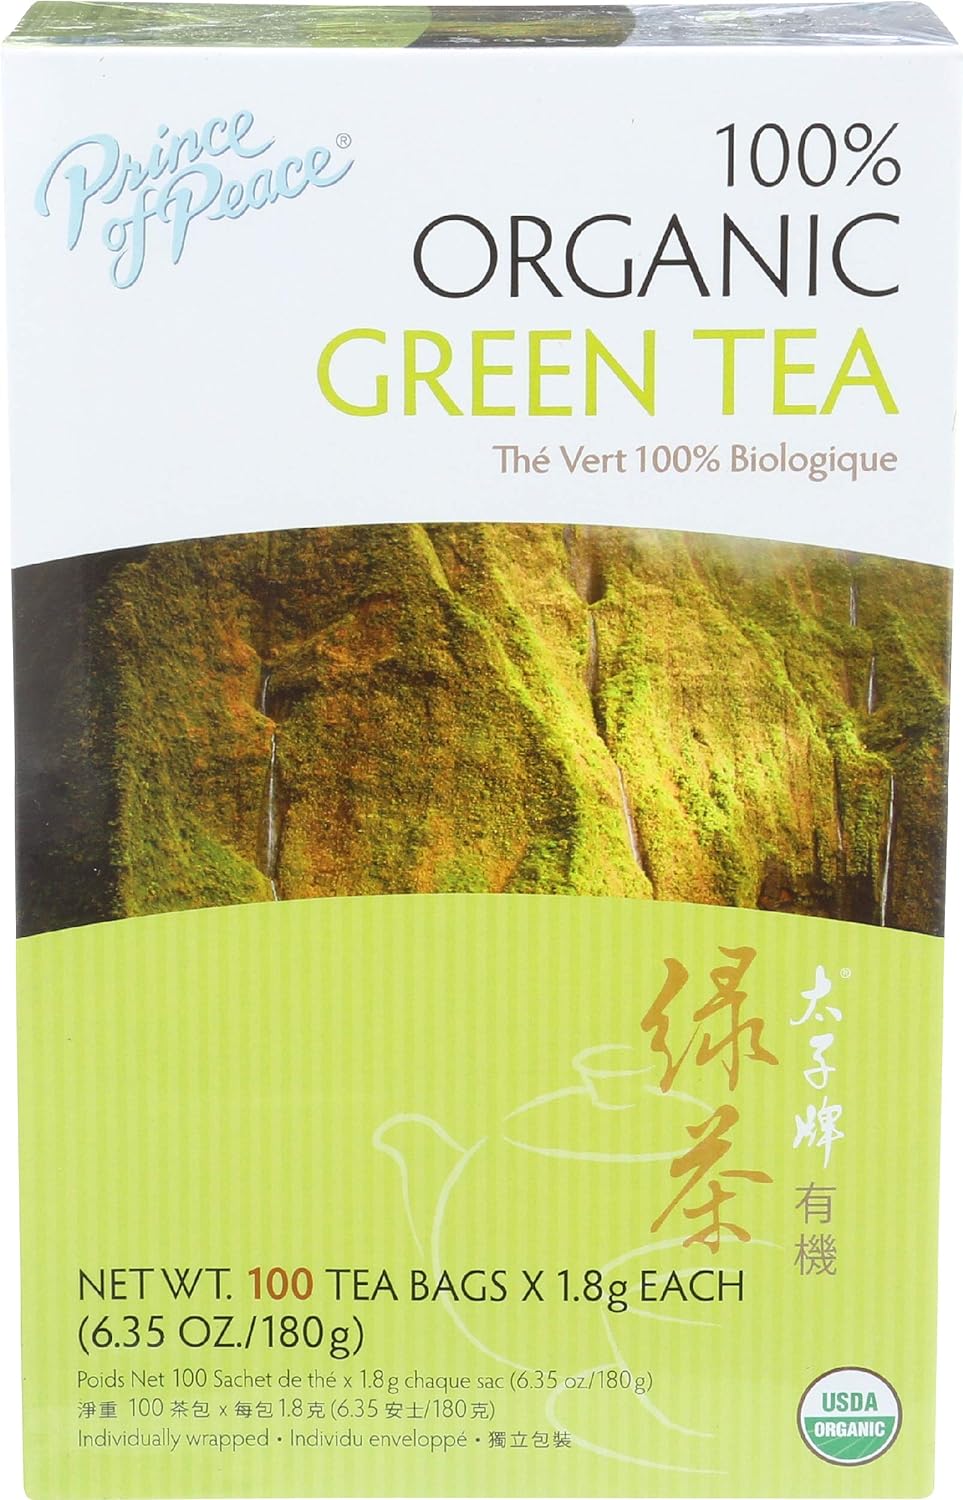 Prince
of Peace®
100%
ORGANIC
GREEN TEA
Thé Vert 100% Biologique
綠茶
太子牌®
有機
NET WT. 100 TEA BAGS X 1.8g EACH
(6.35 OZ./180g)
Poids Net 100 Sachet de thé x 1.8g chaque sac (6.35 oz/180g)
淨重 100 茶包 x 每包 1.8 克 (6.35 安士/180克)
Individually wrapped • Individu enveloppé • 獨立包裝
USDA
ORGANIC